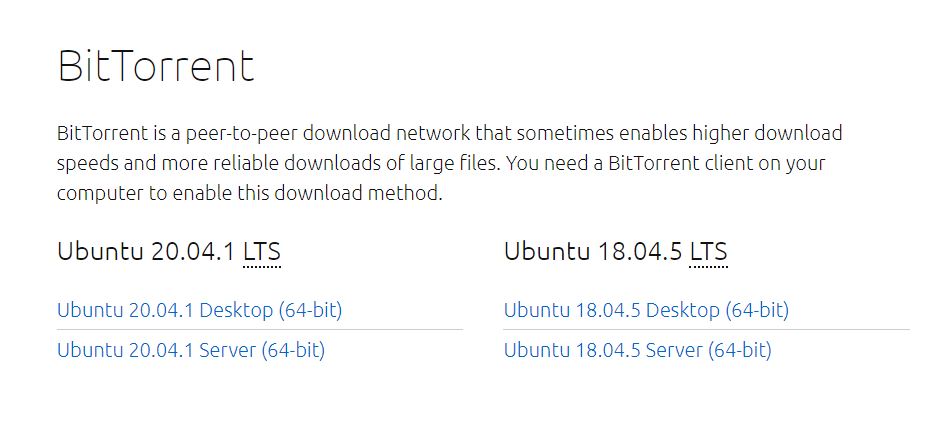 BitTorrent
BitTorrent is a peer-to-peer download network that sometimes enables higher download
speeds and more reliable downloads of large files. You need a BitTorrent client on your
computer to enable this download method.
Ubuntu 20.04.1 LTS
Ubuntu 20.04.1 Desktop (64-bit)
Ubuntu 20.04.1 Server (64-bit)
Ubuntu 18.04.5 LTS
Ubuntu 18.04.5 Desktop (64-bit)
Ubuntu 18.04.5 Server (64-bit)